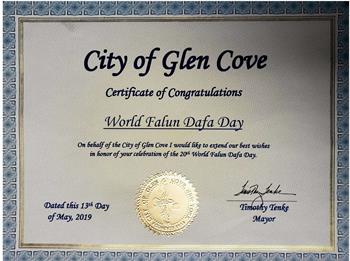 City of Glen Cove
Certificate of Congratulations
World Falun Dafa Day
On behalf of the City of Glen Cove I would like to extend our best wishes
in honor of your celebration of the 20th World Falun Dafa Day.
Dated this 13th Day
of May, 2019
Timothy Tenke
Mayor